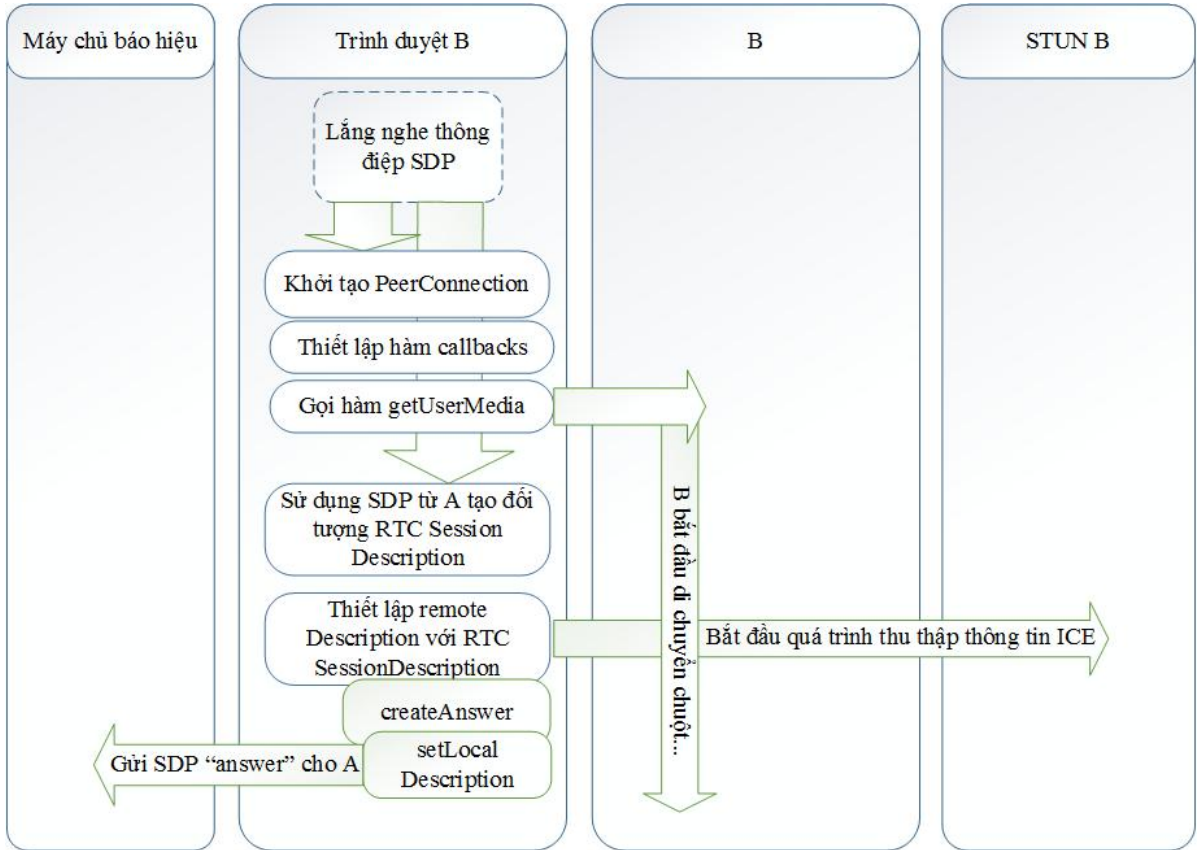 Máy chủ báo hiệu
Trình duyệt B
B
STUN B
Lắng nghe thông
điệp SDP
Khởi tạo PeerConnection
Thiết lập hàm callbacks
Gọi hàm getUserMedia
Sử dụng SDP từ A tạo đối
tượng RTC Session
Description
B bắt đầu di chuyển chuột...
Thiết lập remote
Description với RTC
SessionDescription
Bắt đầu quá trình thu thập thông tin ICE
createAnswer
setLocal
Description
Gửi SDP “answer” cho A